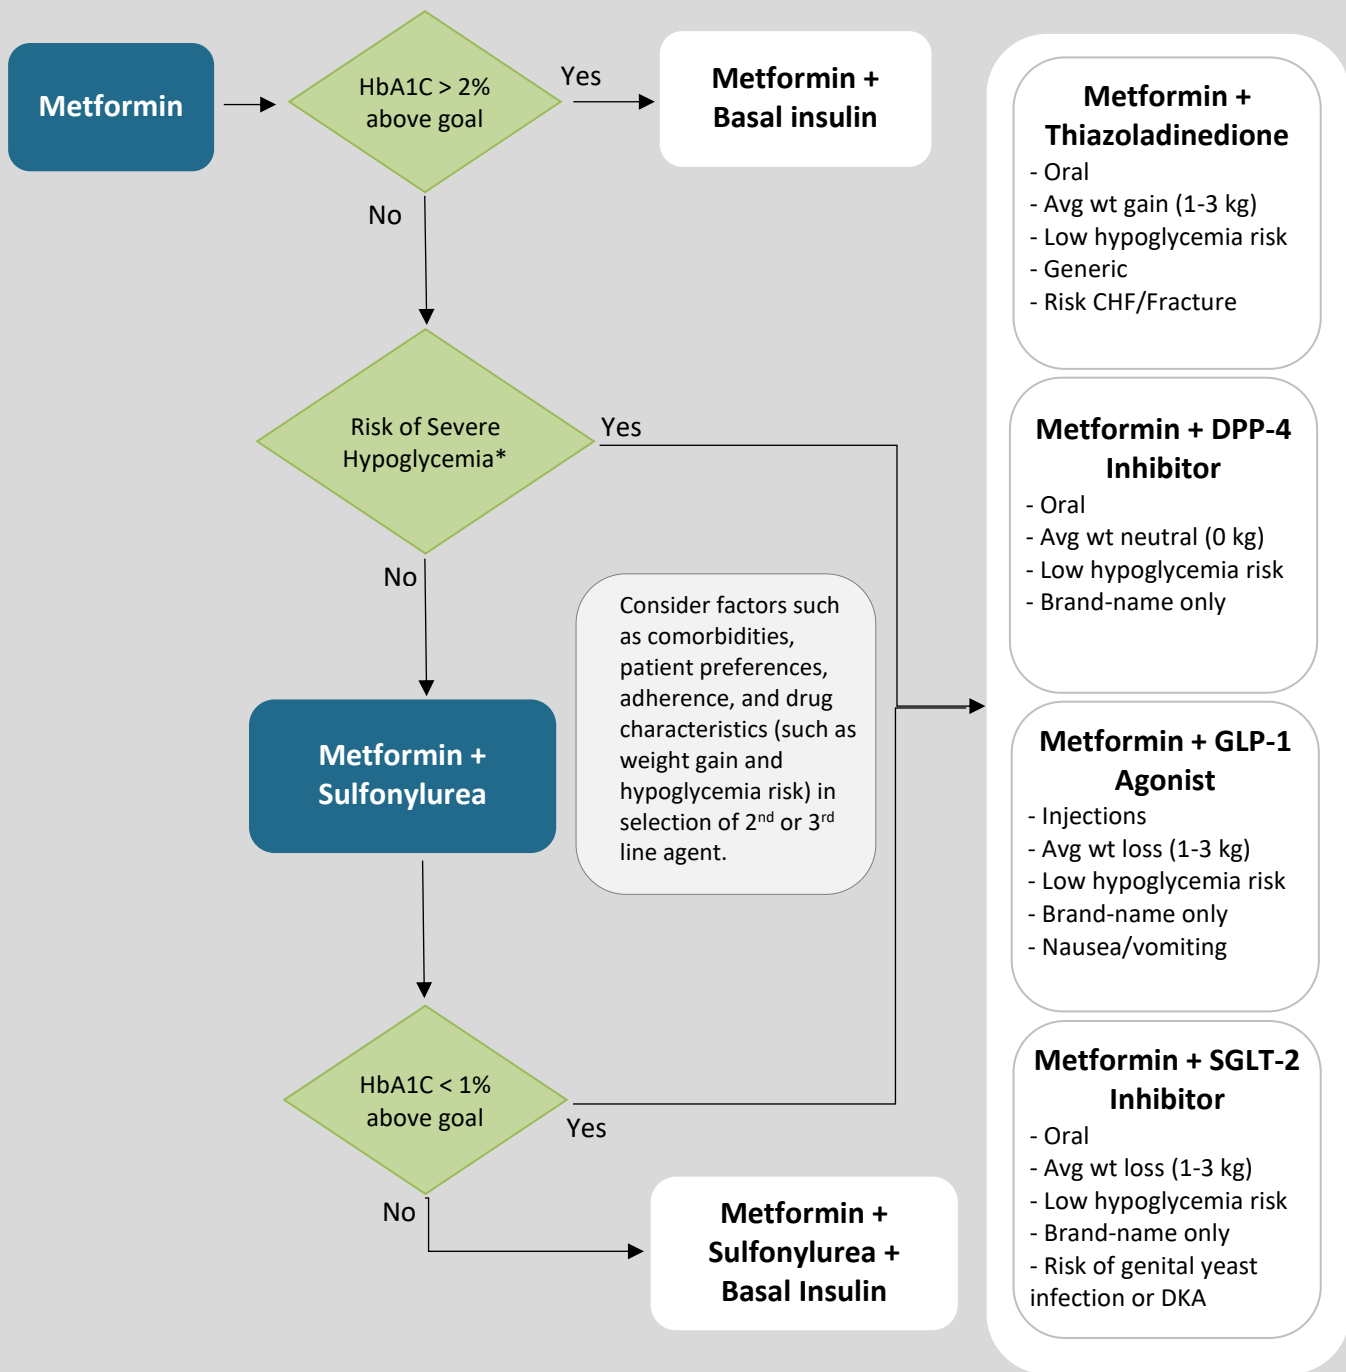 Metformin
HbA1C > 2%
above goal
Yes
Metformin +
Basal insulin
No
Risk of Severe
Hypoglycemia*
Yes
No
Consider factors such
as comorbidities,
patient preferences,
adherence, and drug
characteristics (such as
weight gain and
hypoglycemia risk) in
selection of 2nd or 3rd
line agent.
Metformin +
Sulfonylurea
HbA1C < 1%
above goal
Yes
No
Metformin +
Sulfonylurea +
Basal Insulin
Metformin +
Thiazoladinedione
- Oral
- Avg wt gain (1-3 kg)
- Low hypoglycemia risk
- Generic
- Risk CHF/Fracture
Metformin + DPP-4
Inhibitor
- Oral
- Avg wt neutral (0 kg)
- Low hypoglycemia risk
- Brand-name only
Metformin + GLP-1
Agonist
- Injections
- Avg wt loss (1-3 kg)
- Low hypoglycemia risk
- Brand-name only
- Nausea/vomiting
Metformin + SGLT-2
Inhibitor
- Oral
- Avg wt loss (1-3 kg)
- Low hypoglycemia risk
- Brand-name only
- Risk of genital yeast
infection or DKA